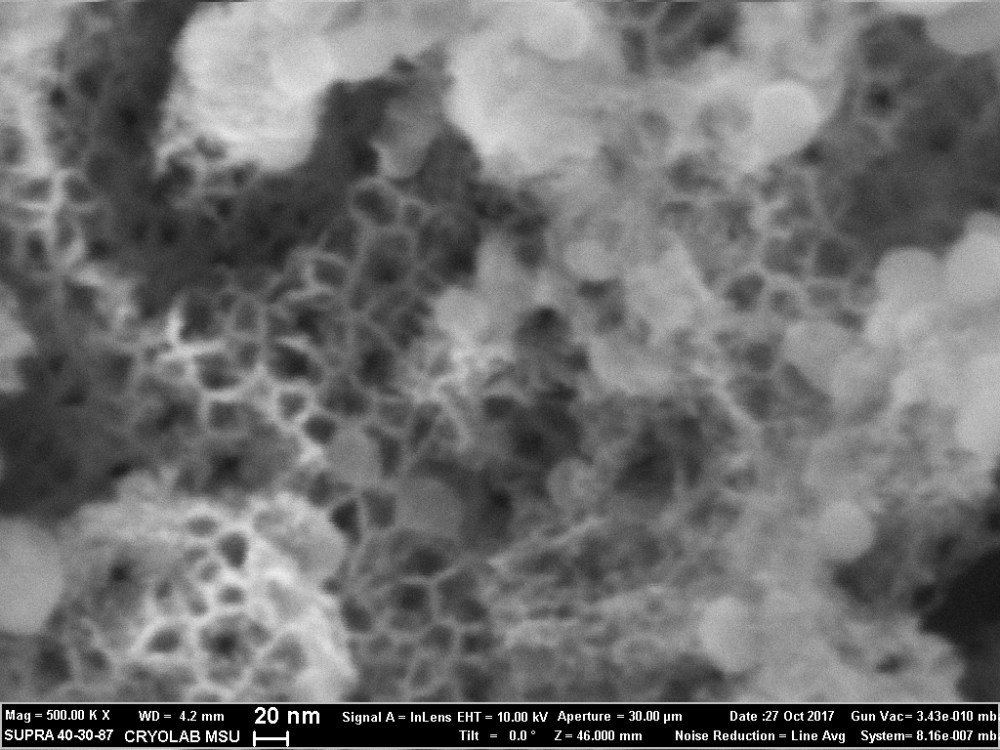 Mag = 500.00 K X WD = 4.2 mm 20 nm Signal A = InLens EHT = 10.00 kV Aperture = 30.00 µm Date :27 Oct 2017 Gun Vac= 3.43e-010 mb
SUPRA 40-30-87 CRYOLAB MSU Tilt = 0.0 ° Z = 46.000 mm Noise Reduction = Line Avg System= 8.16e-007 mb